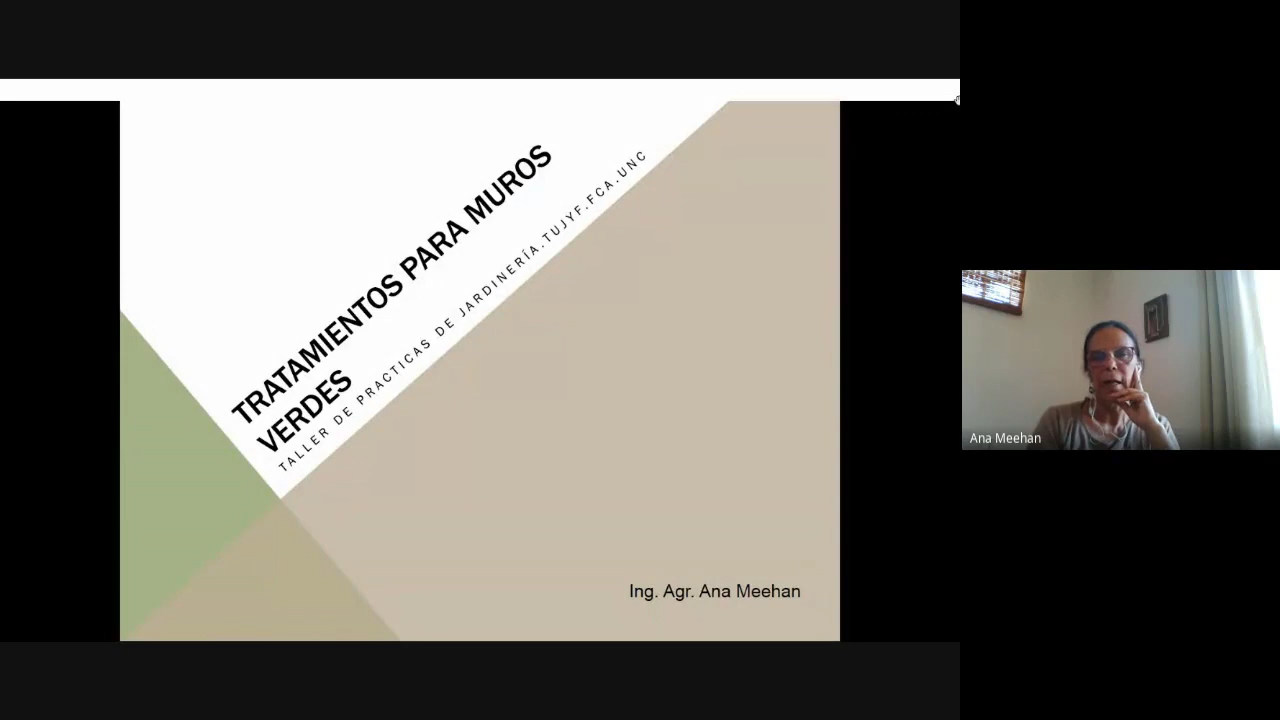 TRATAMIENTOS PARA MUROS
VERDES
TALLER DE PRACTICAS DE JARDINERÍA.TUJYF.FCA.UNC
Ing. Agr. Ana Meehan
Ana Meehan